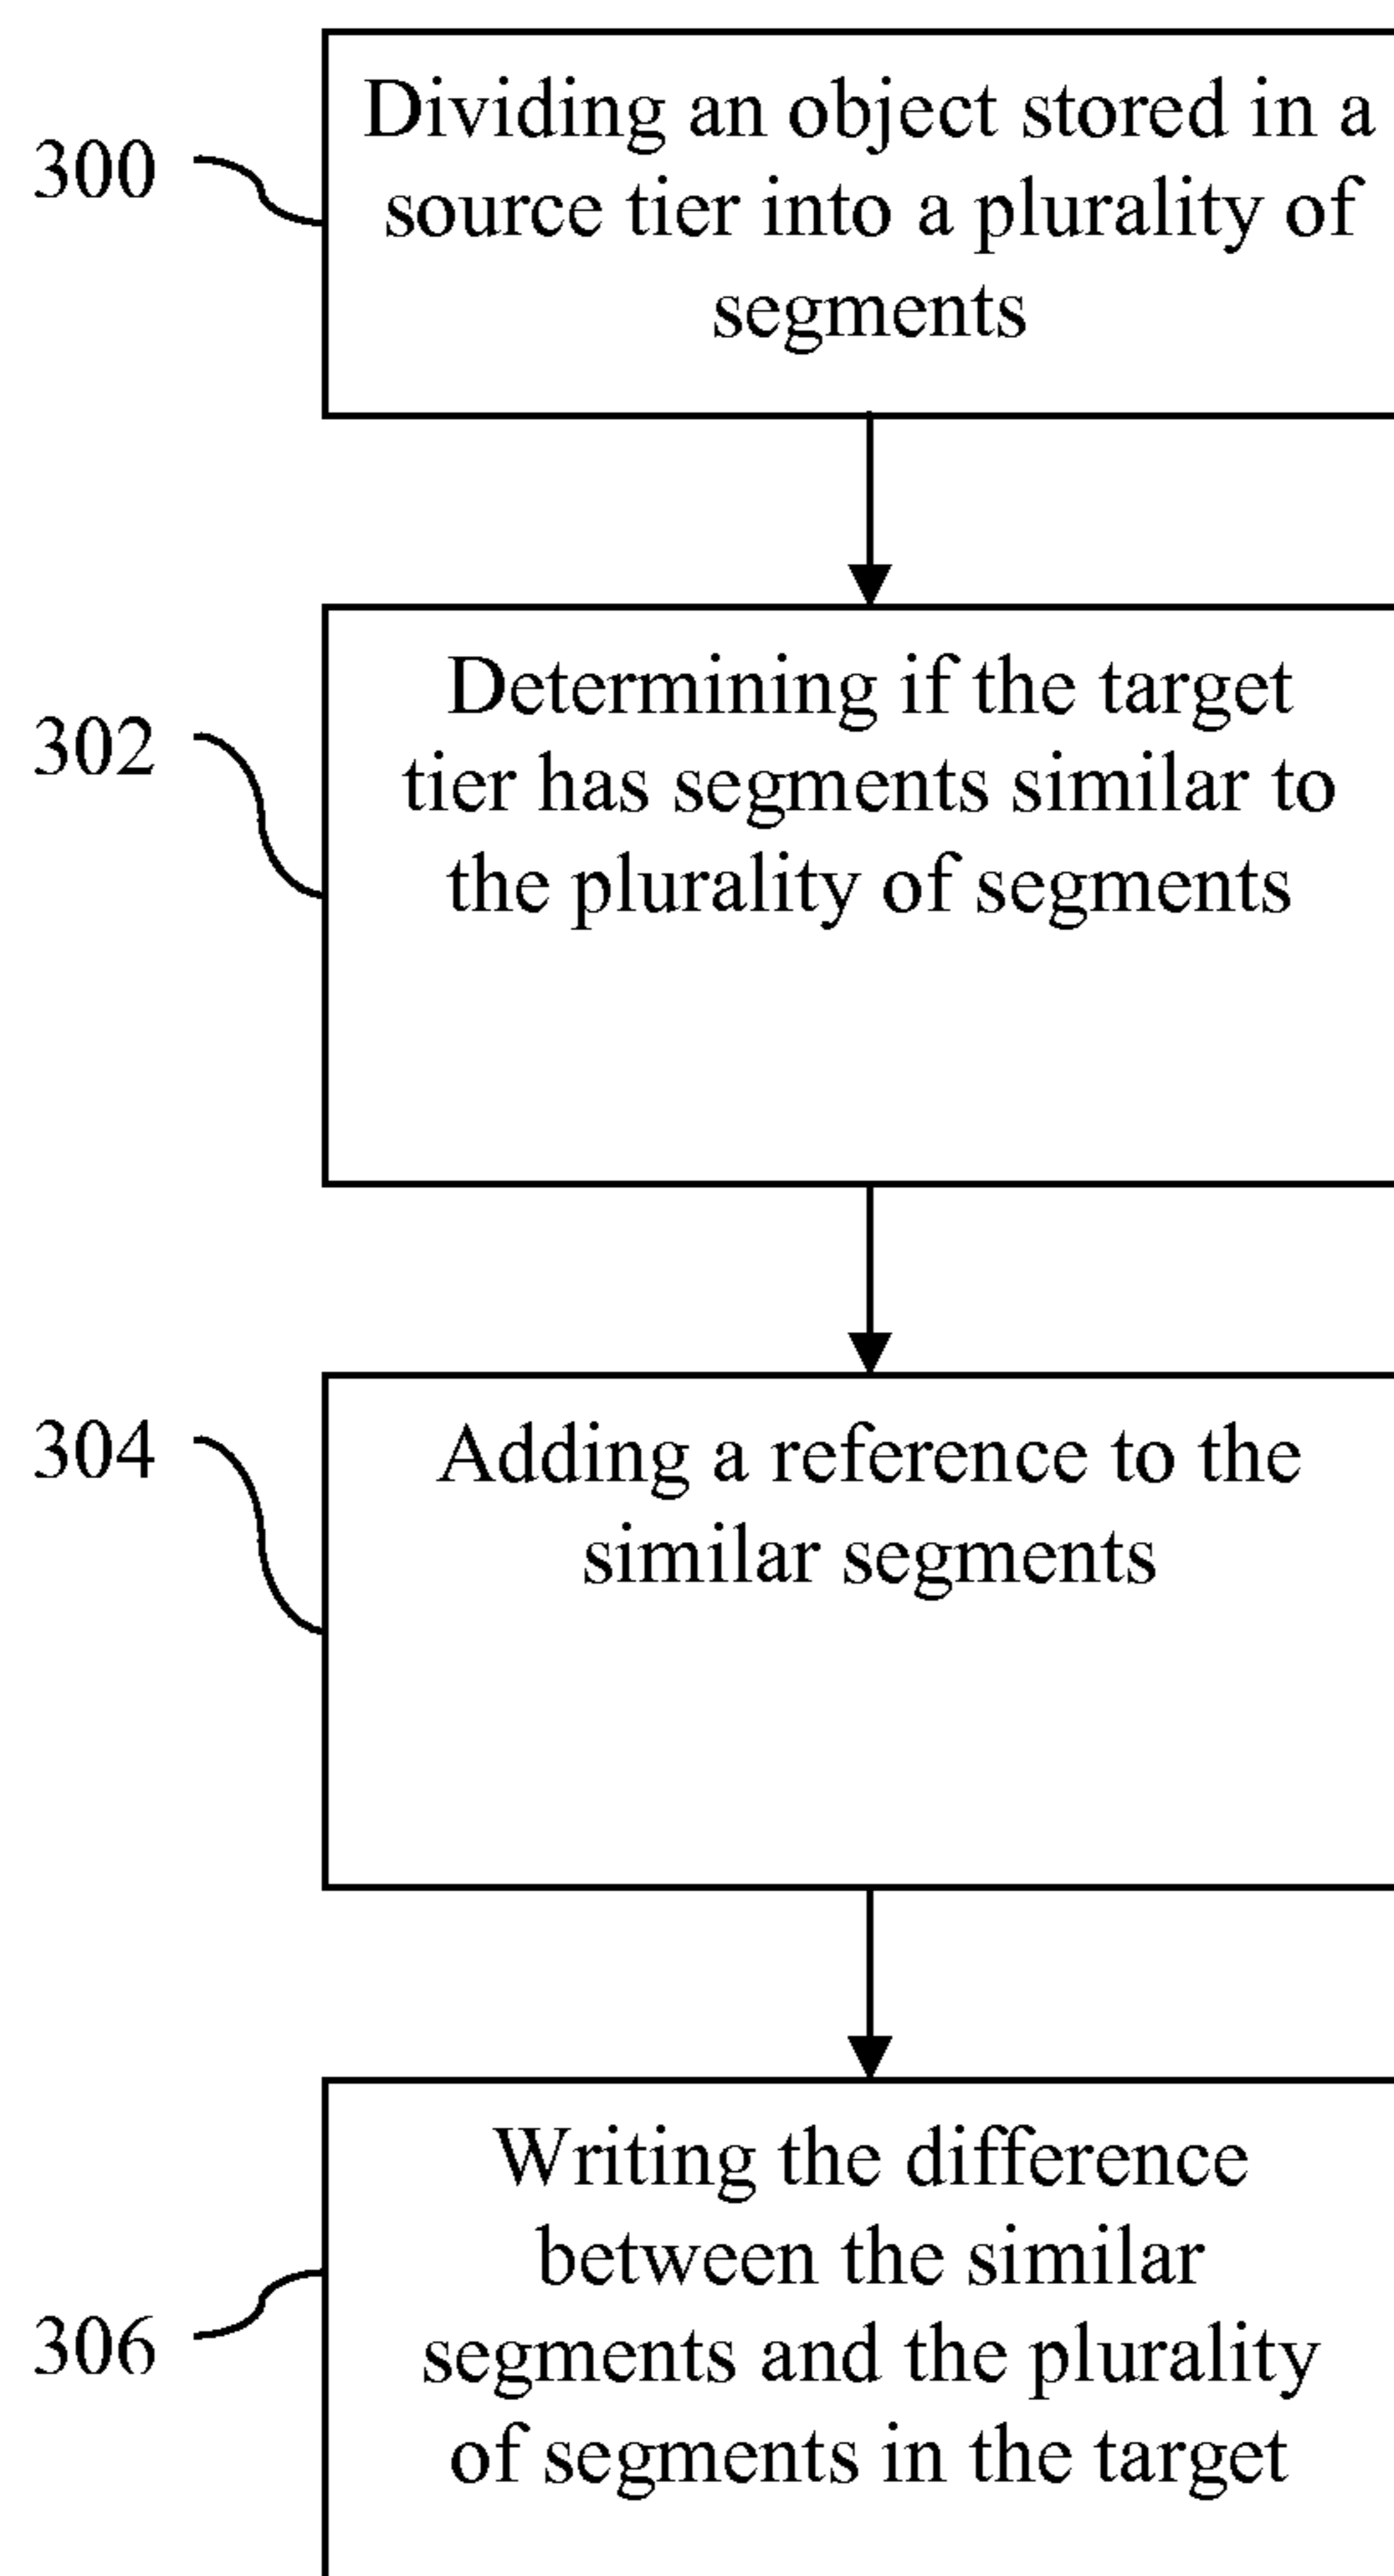 300
Dividing an object stored in a
source tier into a plurality of
segments
302
Determining if the target
tier has segments similar to
the plurality of segments
304
Adding a reference to the
similar segments
306
Writing the difference
between the similar
segments and the plurality
of segments in the target